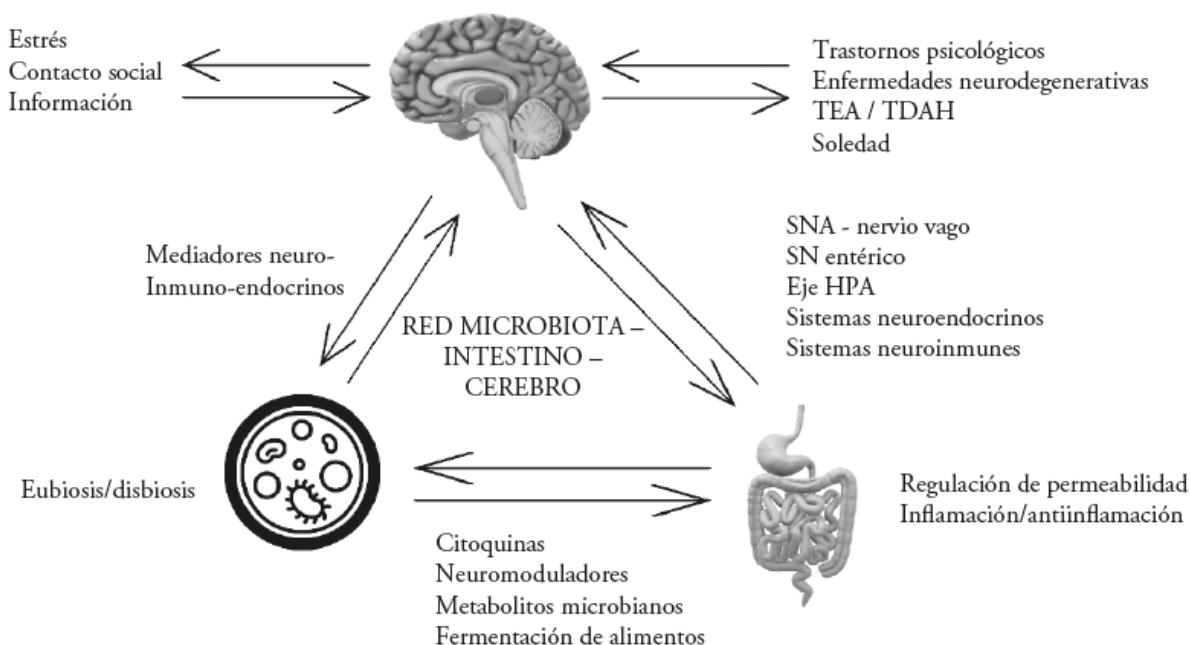 Estrés
Contacto social
Información
Trastornos psicológicos
Enfermedades neurodegenerativas
TEA / TDAH
Soledad
Mediadores neuro-
Inmuno-endocrinos
SNA - nervio vago
SN entérico
Eje HPA
Sistemas neuroendocrinos
Sistemas neuroinmunes
RED MICROBIOTA –
INTESTINO –
CEREBRO
Eubiosis/disbiosis
Regulación de permeabilidad
Inflamación/antiinflamación
Citoquinas
Neuromoduladores
Metabolitos microbianos
Fermentación de alimentos